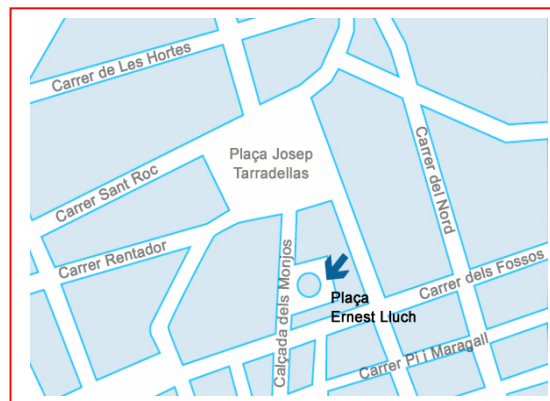 Carrer de Les Hortes
Plaça Josep
Tarradellas
Carrer Sant Roc
Carrer del Nord
Carrer Rentador
Calçada dels Monjos
Carrer dels Fossos
Plaça
Ernest Lluch
Carrer Pi i Maragall